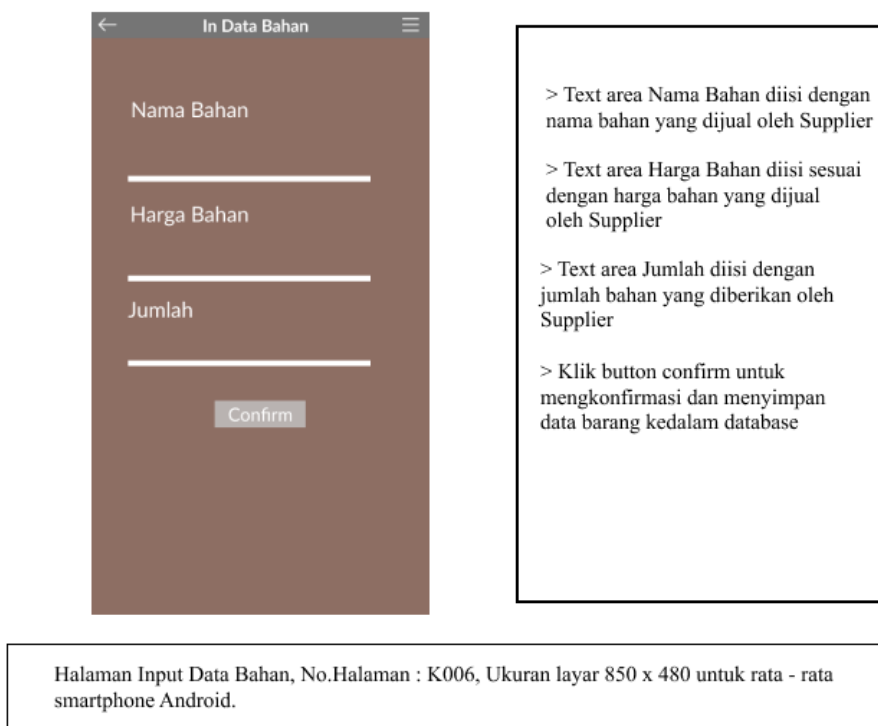 In Data Bahan
Nama Bahan
Harga Bahan
Jumlah
Confirm
> Text area Nama Bahan diisi dengan
nama bahan yang dijual oleh Supplier
> Text area Harga Bahan diisi sesuai
dengan harga bahan yang dijual
oleh Supplier
> Text area Jumlah diisi dengan
jumlah bahan yang diberikan oleh
Supplier
> Klik button confirm untuk
mengkonfirmasi dan menyimpan
data barang kedalam database
Halaman Input Data Bahan, No.Halaman : K006, Ukuran layar 850 x 480 untuk rata - rata
smartphone Android.